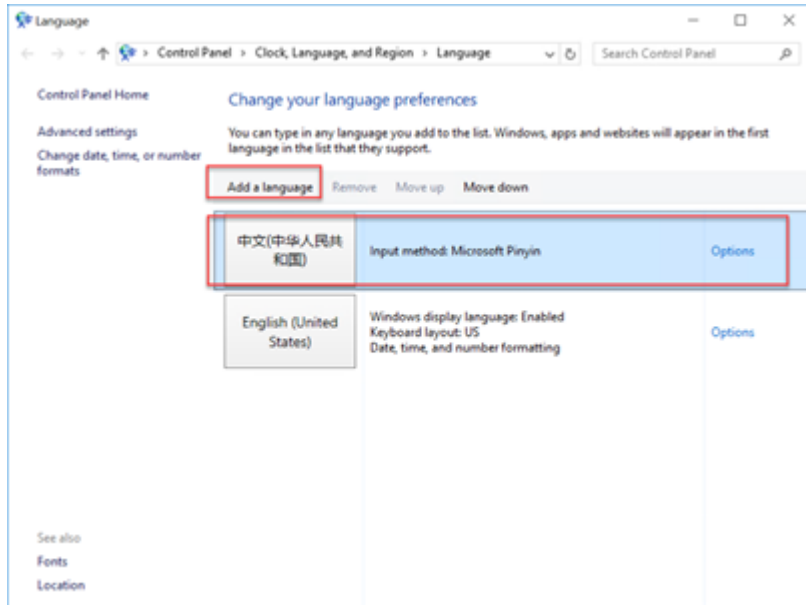 Language
Control Panel › Clock, Language, and Region › Language
Search Control Panel
Control Panel Home
Advanced settings
Change date, time, or number
formats
Change your language preferences
You can type in any language you add to the list. Windows, apps and websites will appear in the first
language in the list that they support.
Add a language Remove Move up Move down
中文(中华人民共
和国)
Input method: Microsoft Pinyin
Options
English (United
States)
Windows display language: Enabled
Keyboard layout: US
Date, time, and number formatting
Options
See also
Fonts
Location